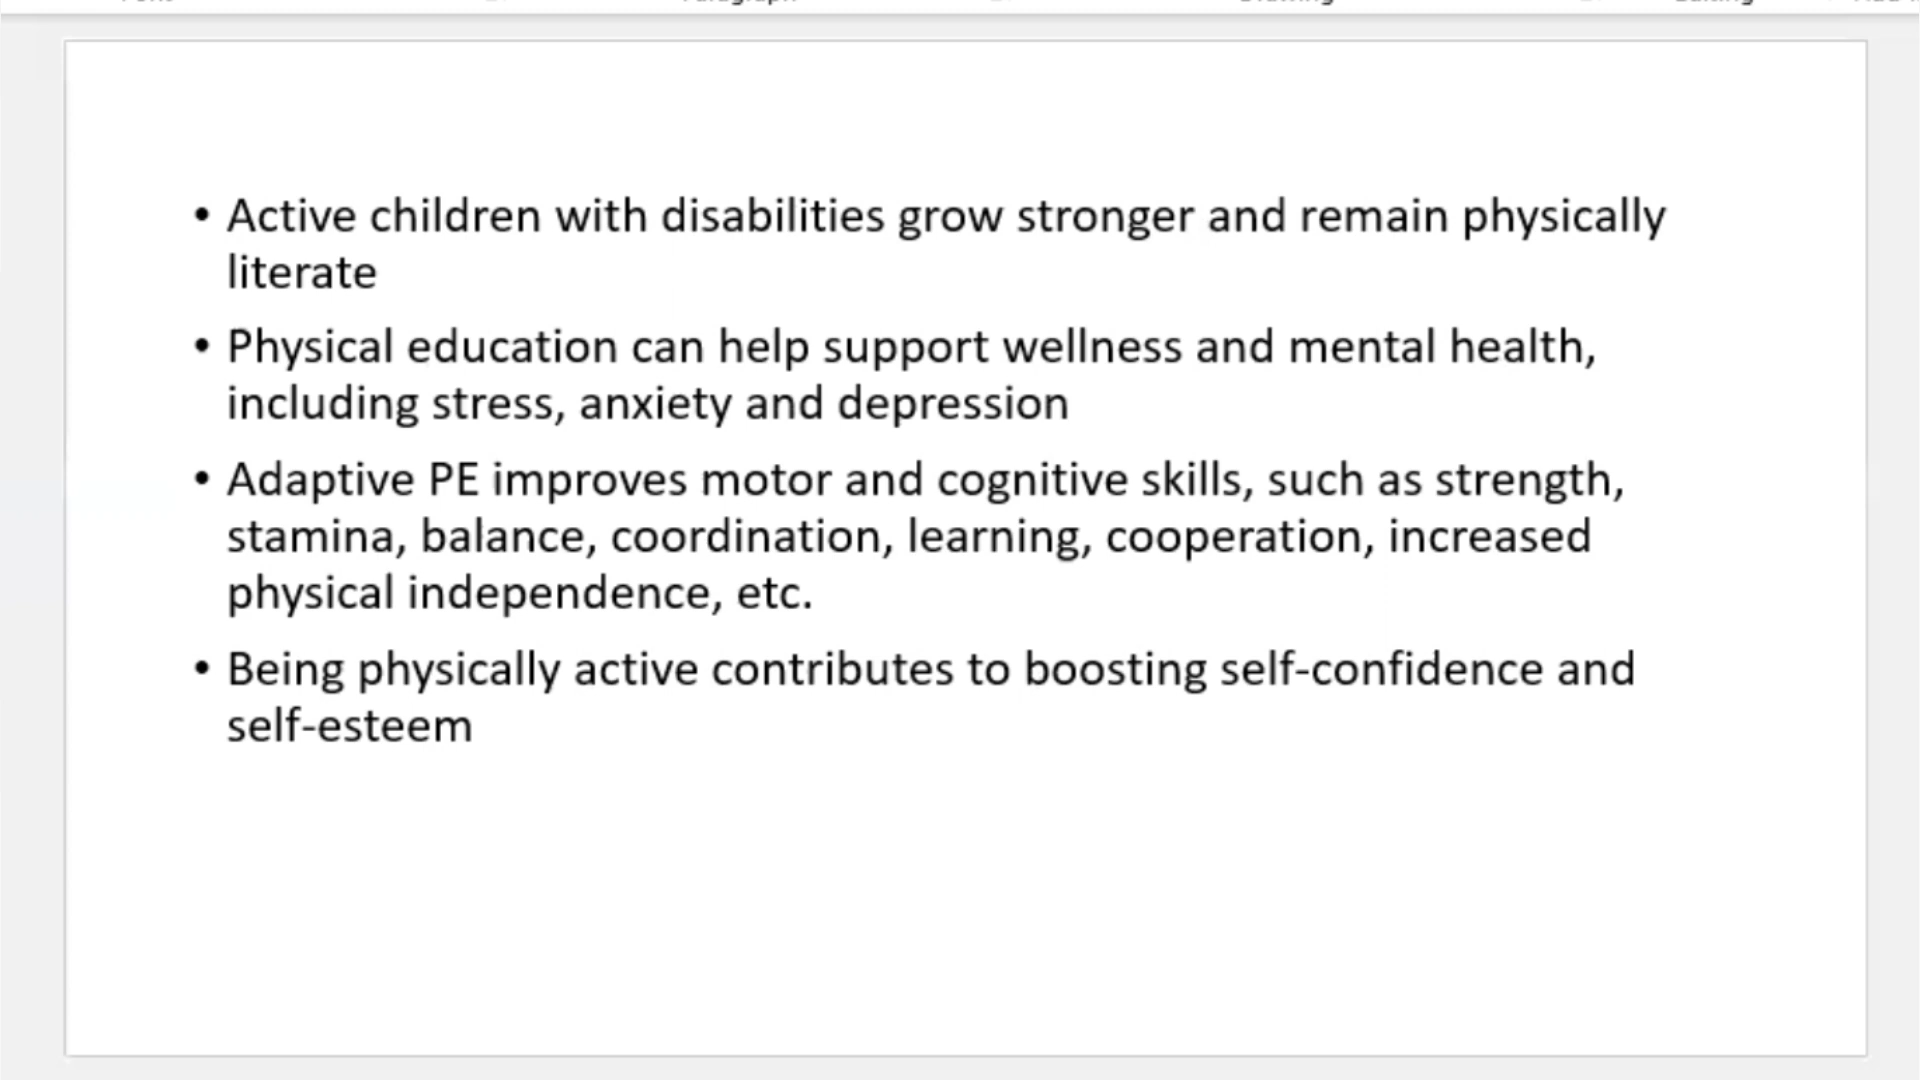 • Active children with disabilities grow stronger and remain physically
literate
• Physical education can help support wellness and mental health,
including stress, anxiety and depression
• Adaptive PE improves motor and cognitive skills, such as strength,
stamina, balance, coordination, learning, cooperation, increased
physical independence, etc.
• Being physically active contributes to boosting self-confidence and
self-esteem